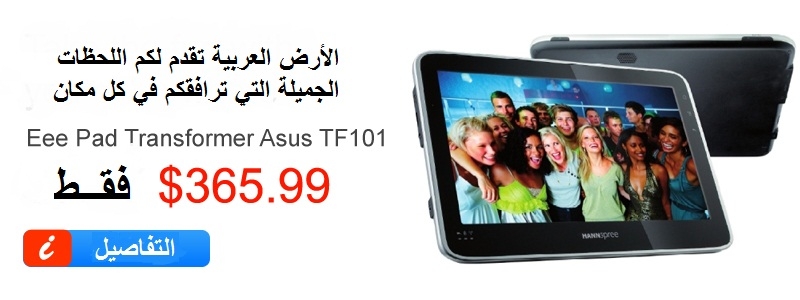 الأرض العربية تقدم لكم اللحظات
الجميلة التي ترافقكم في كل مكان
Eee Pad Transformer Asus TF101
فقــط $365.99
i التفاصيل
HANNspree